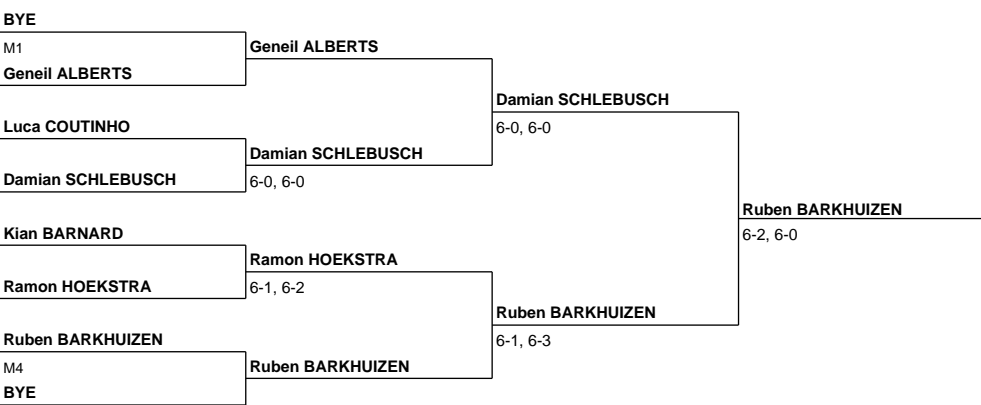 BYE
M1
Geneil ALBERTS
Geneil ALBERTS
Damian SCHLEBUSCH
6-0, 6-0
Luca COUTINHO
Damian SCHLEBUSCH
Damian SCHLEBUSCH
6-0, 6-0
Ruben BARKHUIZEN
6-2, 6-0
Kian BARNARD
Ramon HOEKSTRA
Ramon HOEKSTRA
6-1, 6-2
Ruben BARKHUIZEN
6-1, 6-3
Ruben BARKHUIZEN
M4
BYE
Ruben BARKHUIZEN